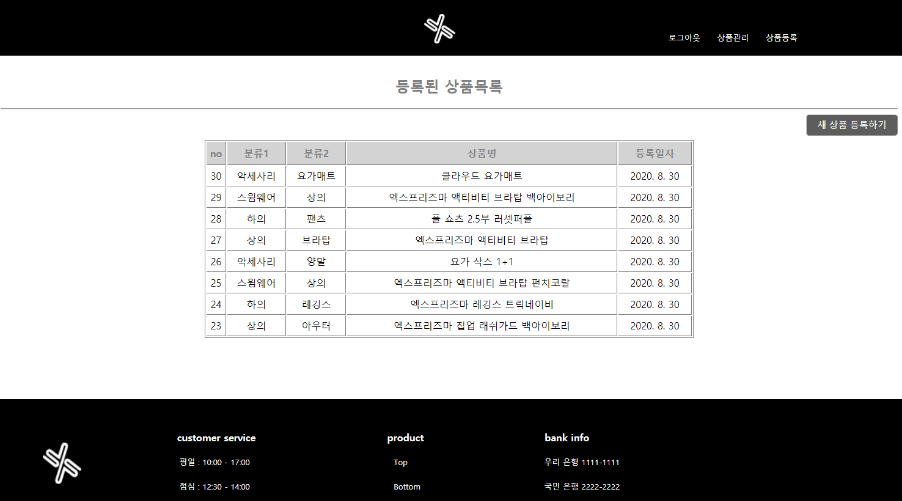 로그아웃 상품관리 상품등록
등록된 상품목록
새 상품 등록하기
no 분류1 분류2 상품명 등록일자
30 악세사리 요가매트 클라우드 요가매트 2020. 8. 30
29 스윔웨어 상의 엑스프리즈마 액티비티 브라탑 백아이보리 2020. 8. 30
28 하의 팬츠 풀 쇼츠 2.5부 러셋퍼플 2020. 8. 30
27 상의 브라탑 엑스프리즈마 액티비티 브라탑 2020. 8. 30
26 악세사리 양말 요가 삭스 1+1 2020. 8. 30
25 스윔웨어 상의 엑스프리즈마 액티비티 브라탑 펀치코랄 2020. 8. 30
24 하의 레깅스 엑스프리즈마 레깅스 트릭네이비 2020. 8. 30
23 상의 아우터 엑스프리즈마 집업 래쉬가드 백아이보리 2020. 8. 30
customer service product bank info
평일 : 10:00 - 17:00 Top 우리 은행 1111-1111
점심 : 12:30 - 14:00 Bottom 국민 은행 2222-2222